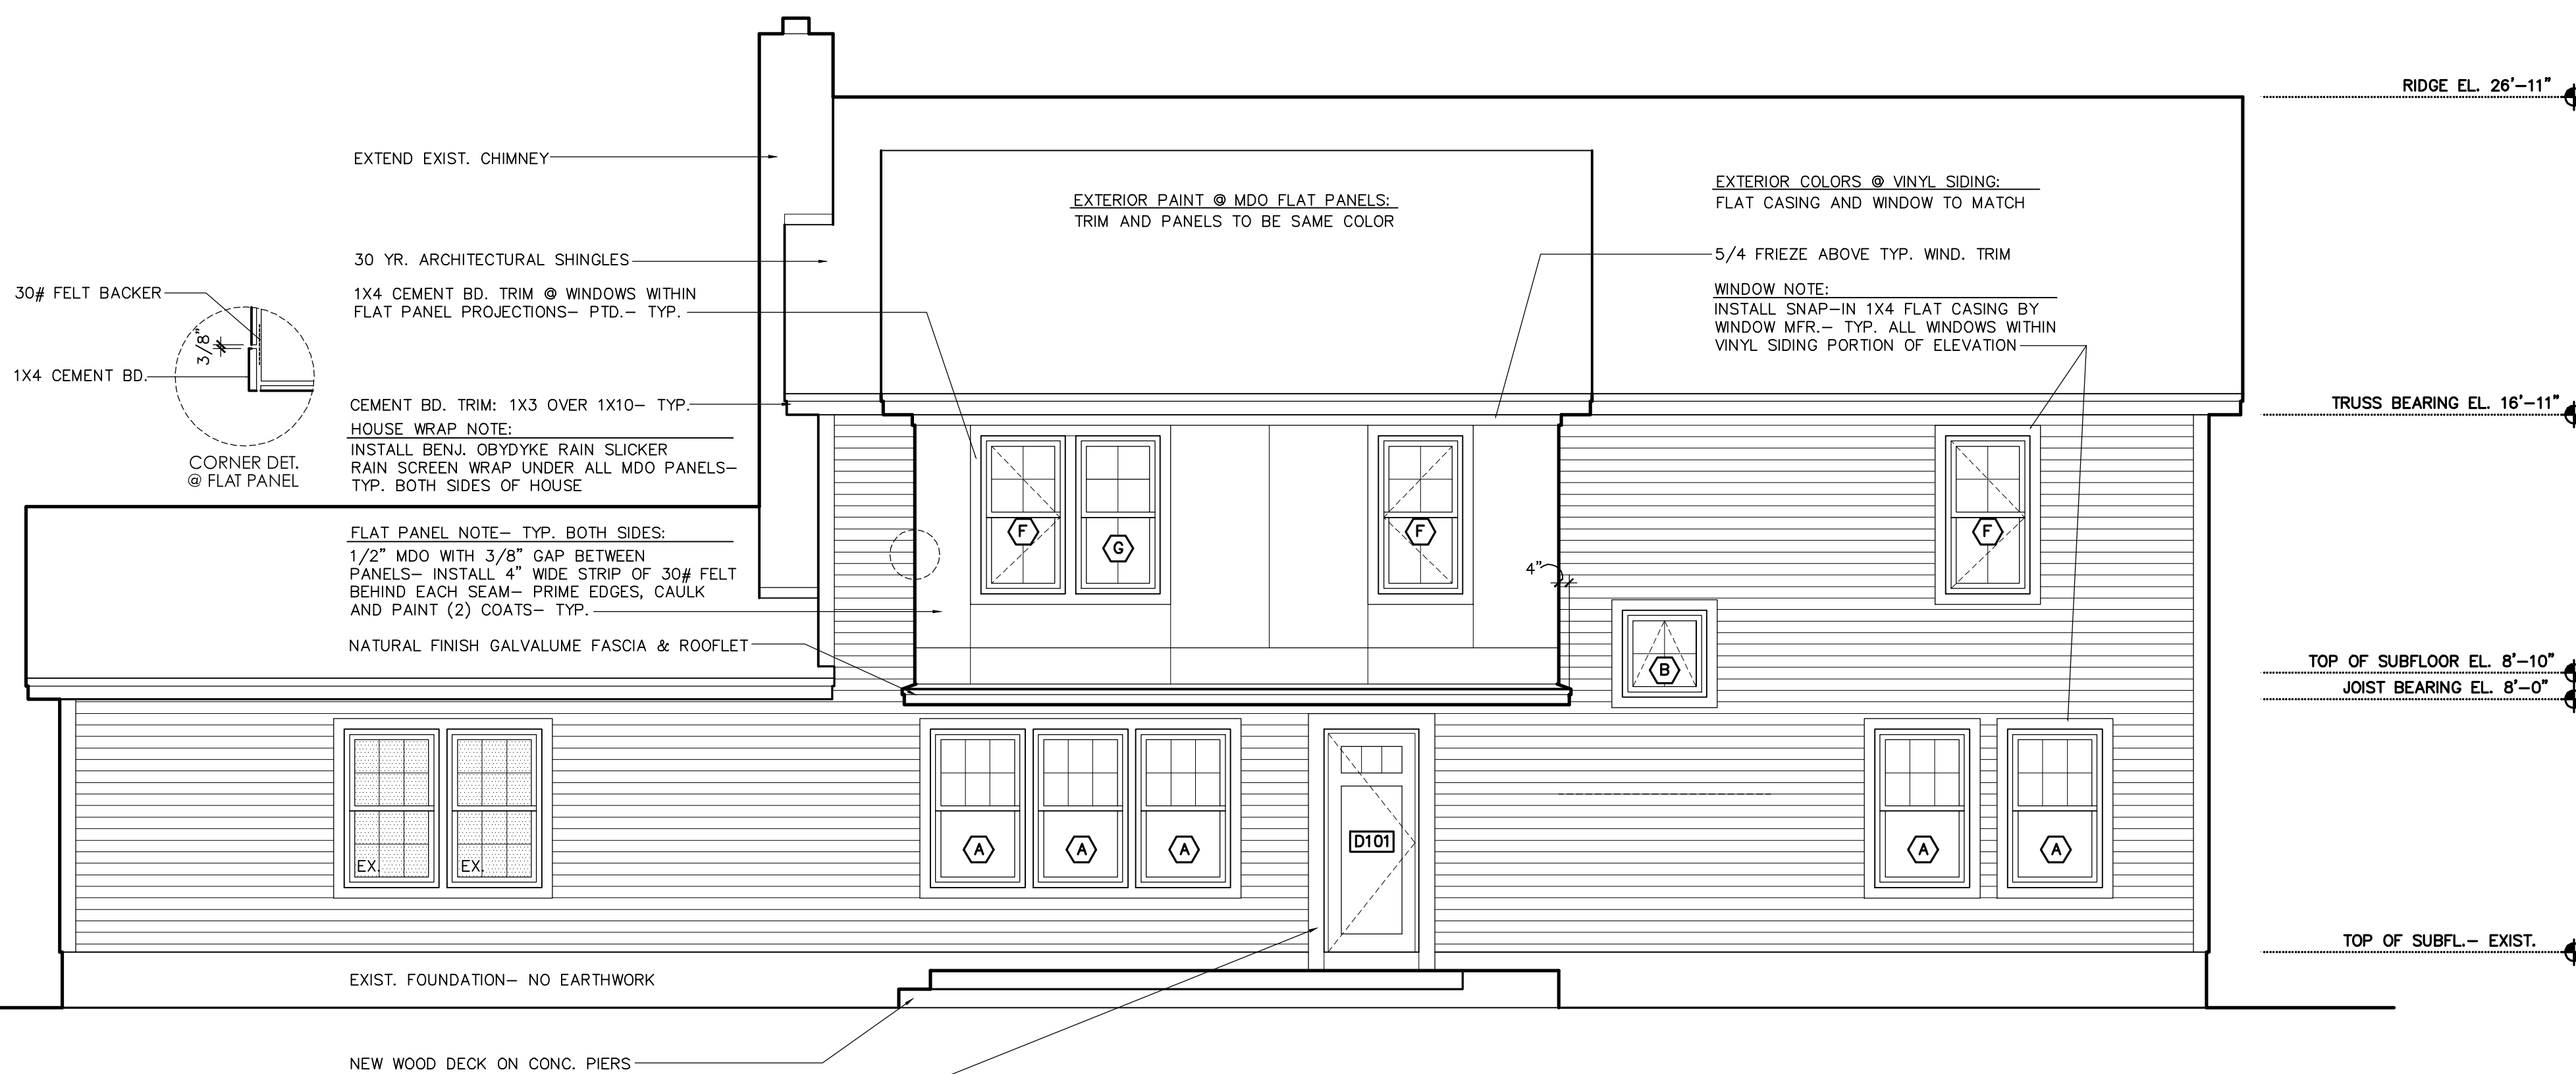 RIDGE EL. 26'-11"
EXTEND EXIST. CHIMNEY
EXTERIOR PAINT @ MDO FLAT PANELS:
TRIM AND PANELS TO BE SAME COLOR
EXTERIOR COLORS @ VINYL SIDING:
FLAT CASING AND WINDOW TO MATCH
30 YR. ARCHITECTURAL SHINGLES
5/4 FRIEZE ABOVE TYP. WIND. TRIM
30# FELT BACKER
3/8"
1X4 CEMENT BD.
CORNER DET.
@ FLAT PANEL
1X4 CEMENT BD. TRIM @ WINDOWS WITHIN
FLAT PANEL PROJECTIONS- PTD.- TYP.
WINDOW NOTE:
INSTALL SNAP-IN 1X4 FLAT CASING BY
WINDOW MFR.- TYP. ALL WINDOWS WITHIN
VINYL SIDING PORTION OF ELEVATION
CEMENT BD. TRIM: 1X3 OVER 1X10- TYP.
TRUSS BEARING EL. 16'-11"
HOUSE WRAP NOTE:
INSTALL BENJ. OBYDYKE RAIN SLICKER
RAIN SCREEN WRAP UNDER ALL MDO PANELS-
TYP. BOTH SIDES OF HOUSE
FLAT PANEL NOTE- TYP. BOTH SIDES:
1/2" MDO WITH 3/8" GAP BETWEEN
PANELS- INSTALL 4" WIDE STRIP OF 30# FELT
BEHIND EACH SEAM- PRIME EDGES, CAULK
AND PAINT (2) COATS- TYP.
F
G
F
F
4"
NATURAL FINISH GALVALUME FASCIA & ROOFLET
B
TOP OF SUBFLOOR EL. 8'-10"
JOIST BEARING EL. 8'-0"
EX.
EX.
A
A
A
D101
A
A
TOP OF SUBFL.- EXIST.
EXIST. FOUNDATION- NO EARTHWORK
NEW WOOD DECK ON CONC. PIERS